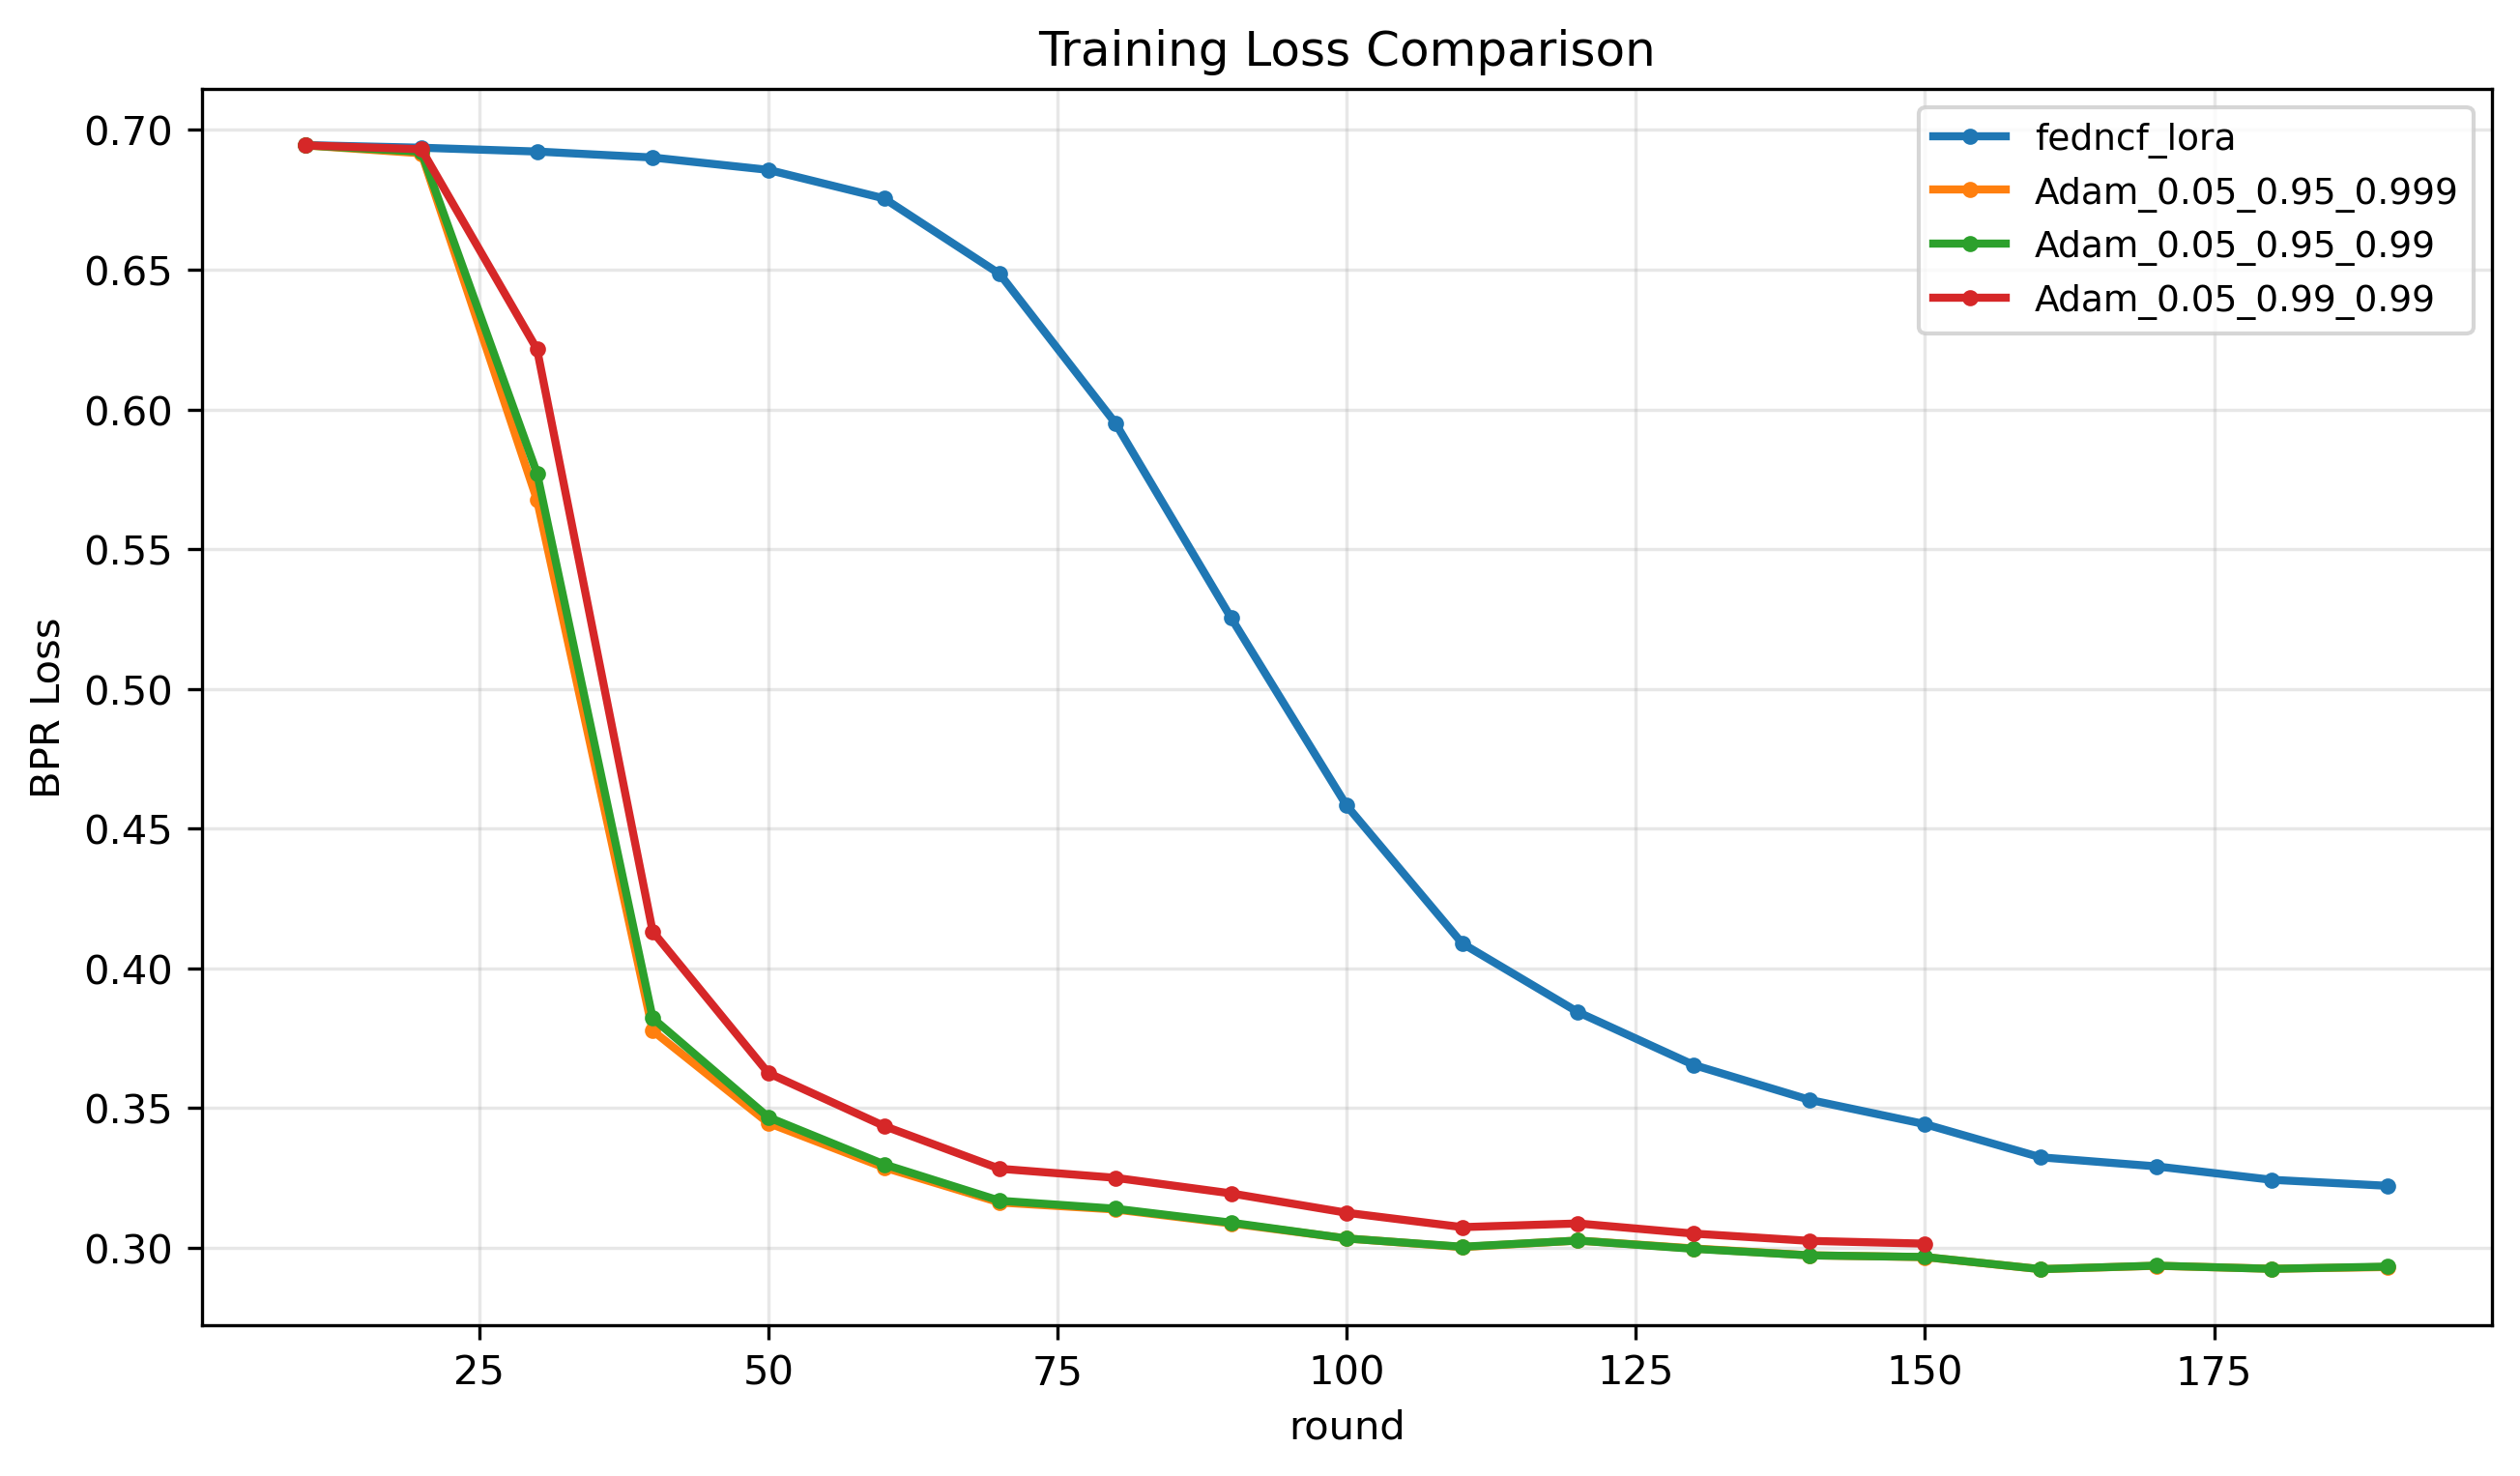 Training Loss Comparison
fedncf_lora
Adam_0.05_0.95_0.999
Adam_0.05_0.95_0.99
Adam_0.05_0.99_0.99
BPR Loss
0.70
0.65
0.60
0.55
0.50
0.45
0.40
0.35
0.30
25 50 75 100 125 150 175
round